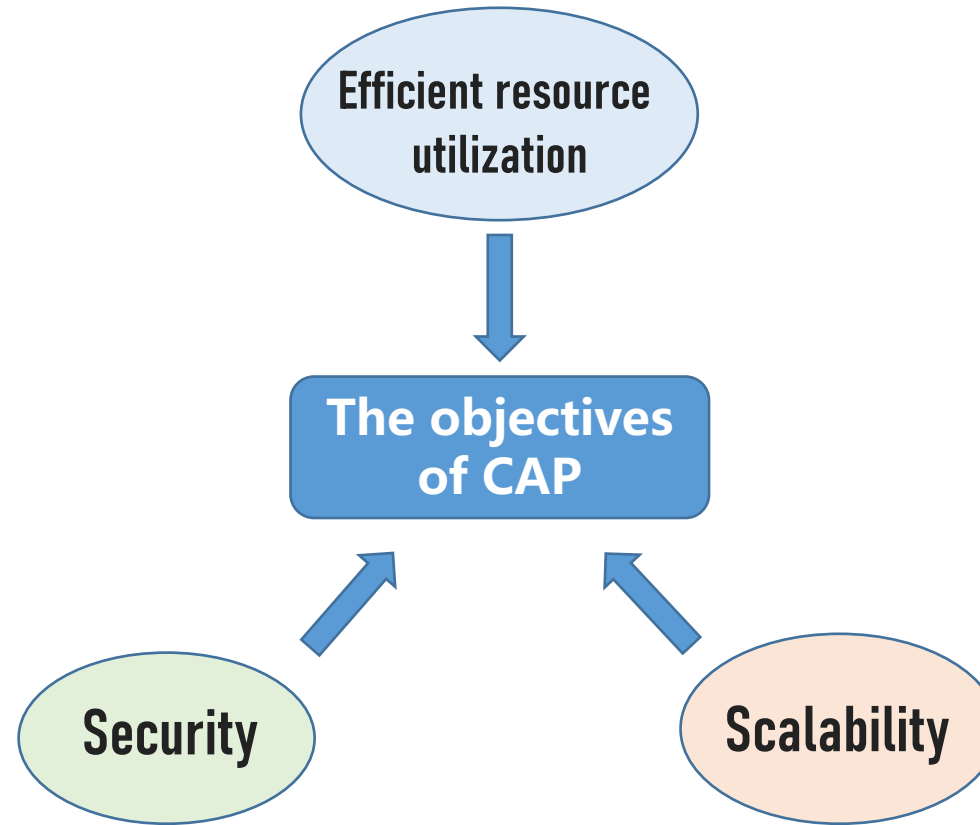 Efficient resource
utilization
The objectives
of CAP
Security
Scalability